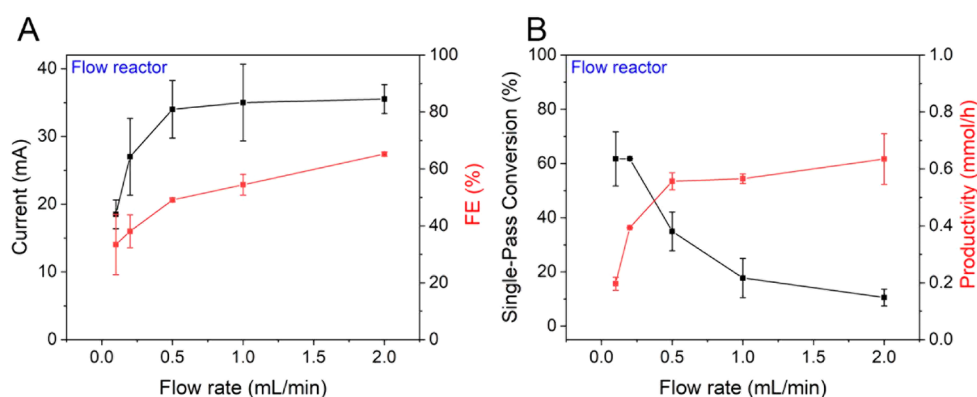 A
Flow reactor
Current (mA)
40
30
20
10
0
100
80
60
40
20
0
FE (%)
0.0 0.5 1.0 1.5 2.0
Flow rate (mL/min)
B
Flow reactor
Single-Pass Conversion (%)
100
80
60
40
20
0
1.0
0.8
0.6
0.4
0.2
0.0
Productivity (mmol/h)
0.0 0.5 1.0 1.5 2.0
Flow rate (mL/min)